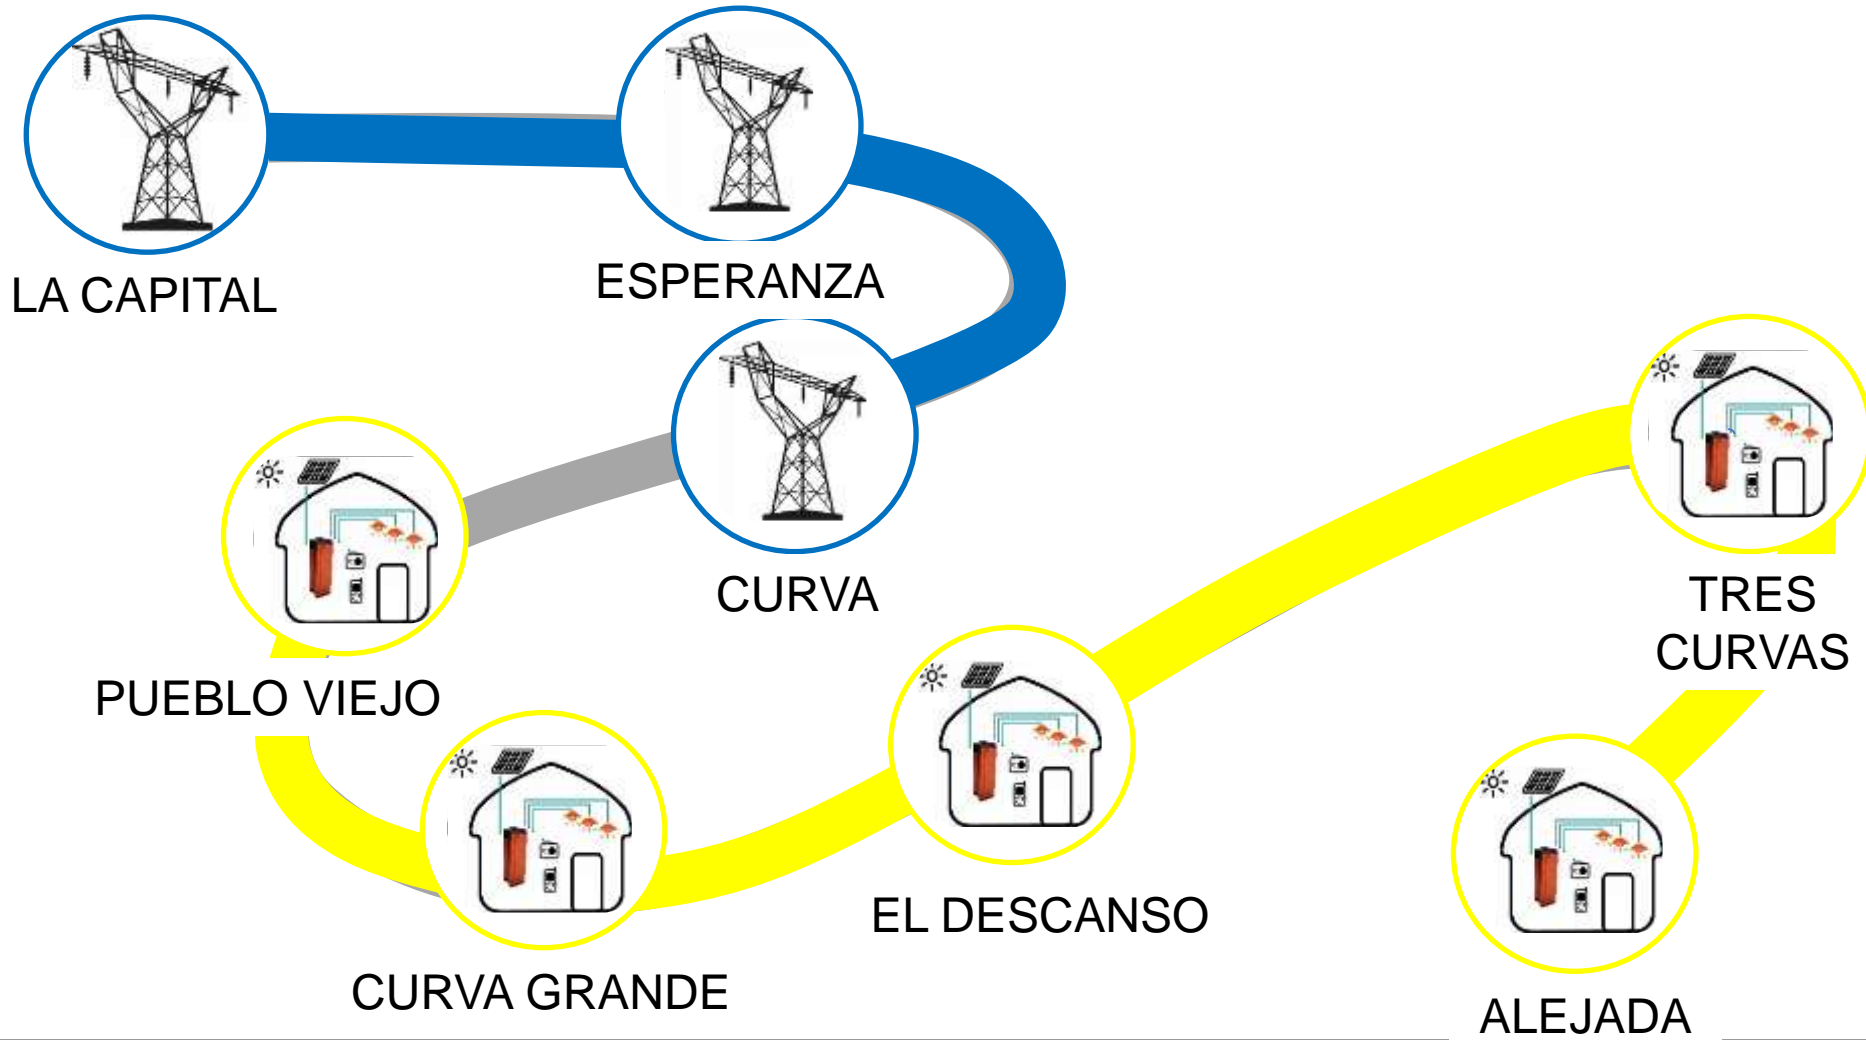 LA CAPITAL
ESPERANZA
CURVA
TRES
CURVAS
PUEBLO VIEJO
EL DESCANSO
CURVA GRANDE
ALEJADA